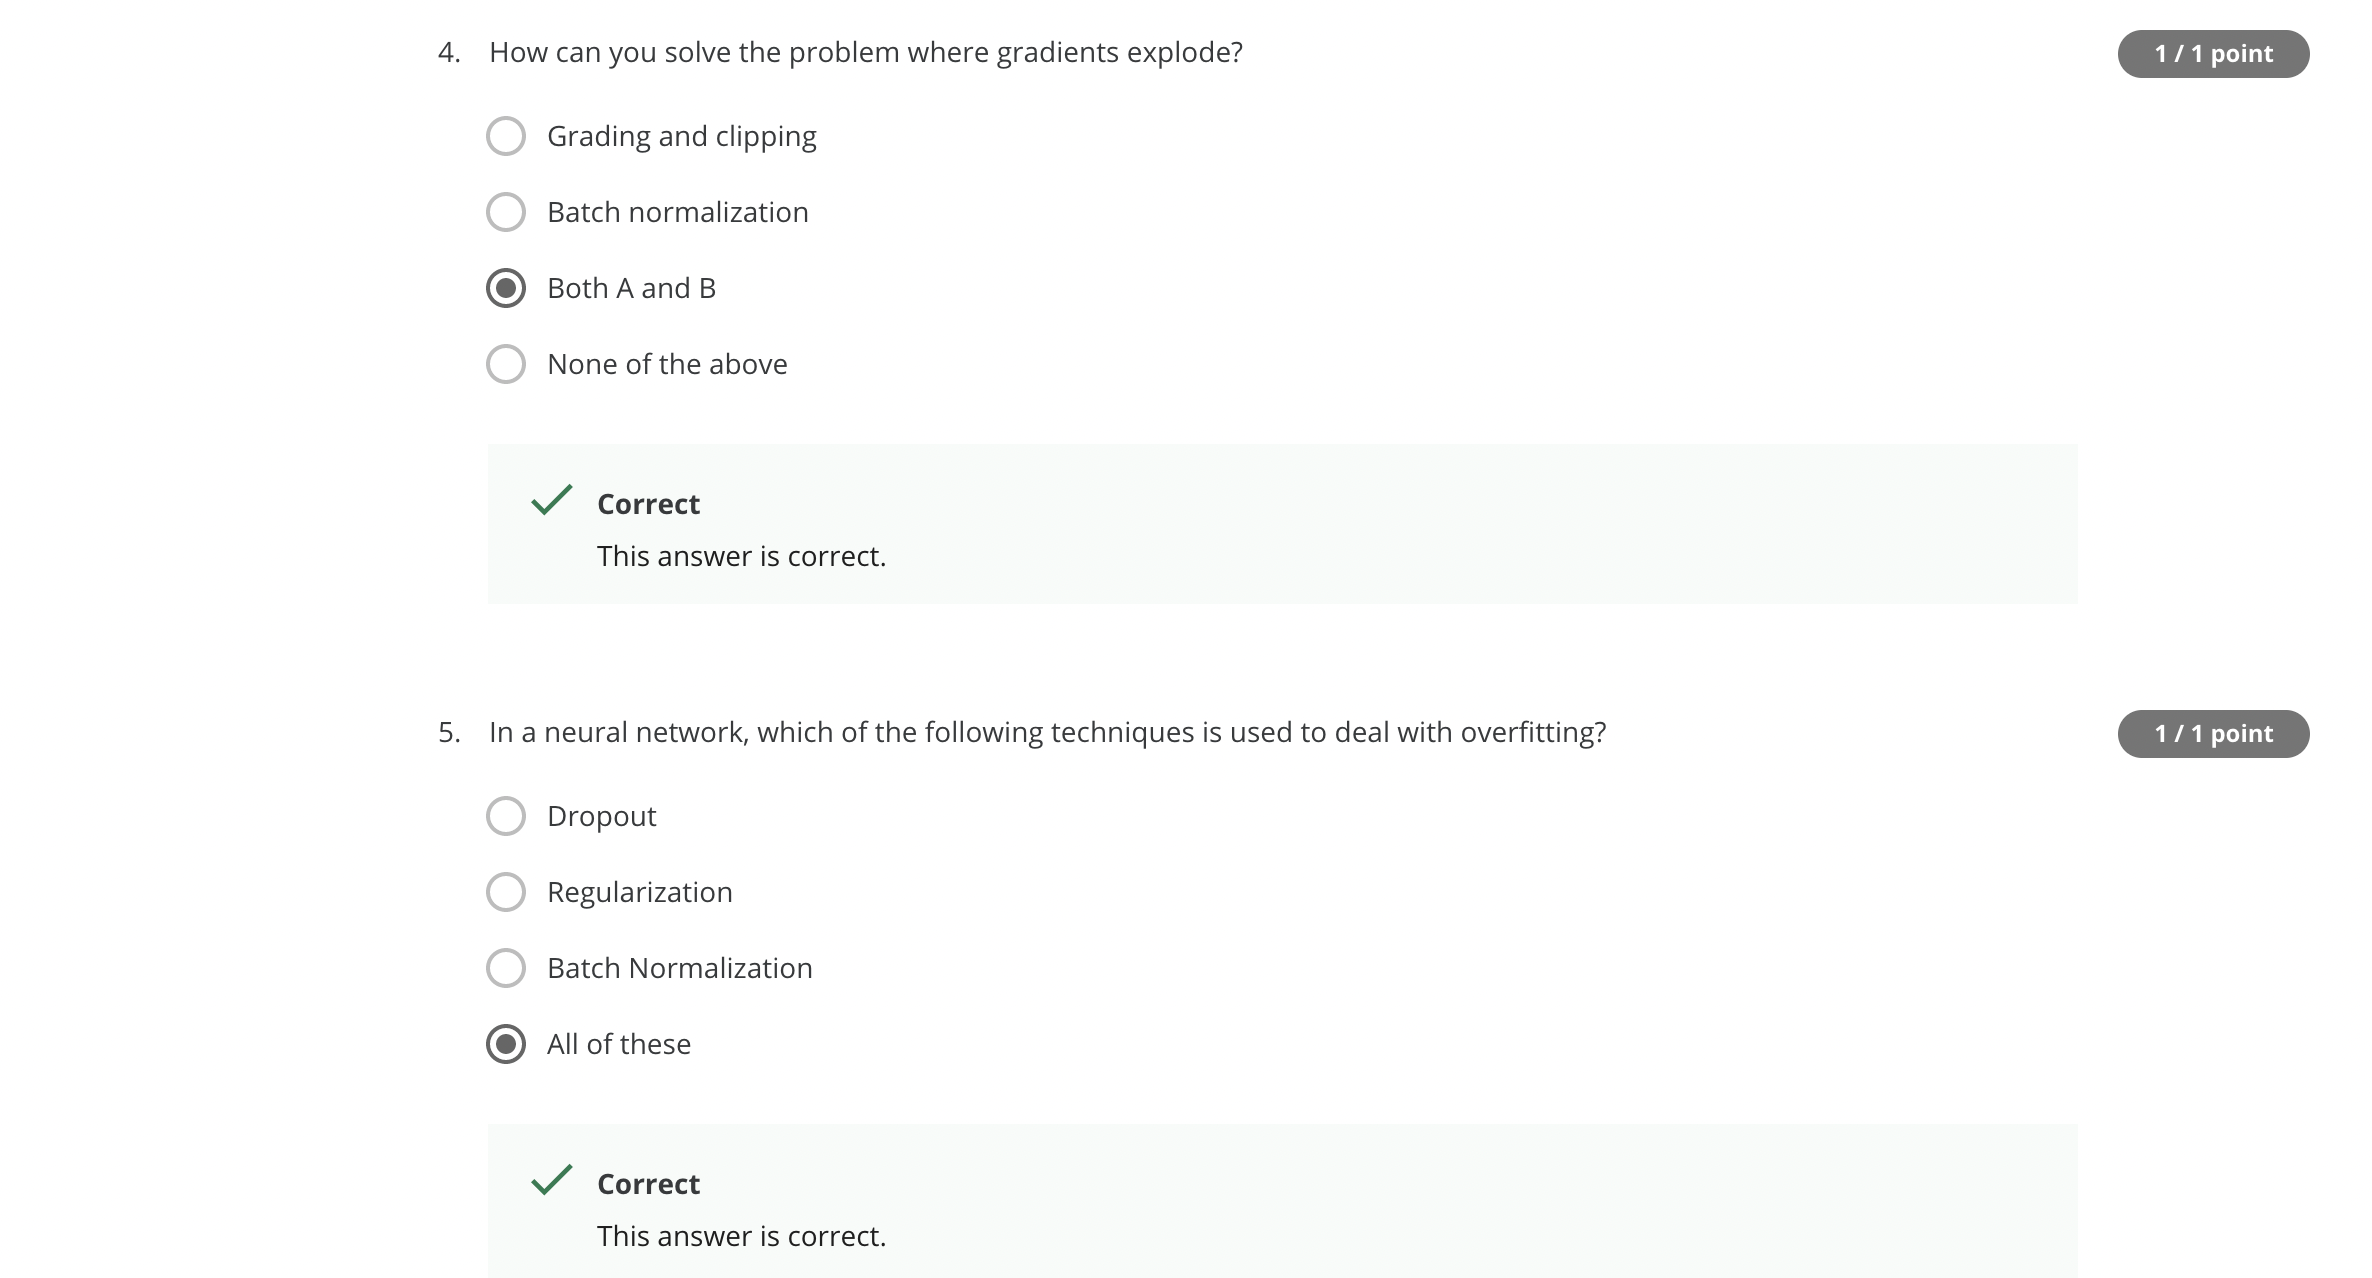 4. How can you solve the problem where gradients explode?
1 / 1 point
Grading and clipping
Batch normalization
Both A and B
None of the above
Correct
This answer is correct.
5. In a neural network, which of the following techniques is used to deal with overfitting?
1 / 1 point
Dropout
Regularization
Batch Normalization
All of these
Correct
This answer is correct.